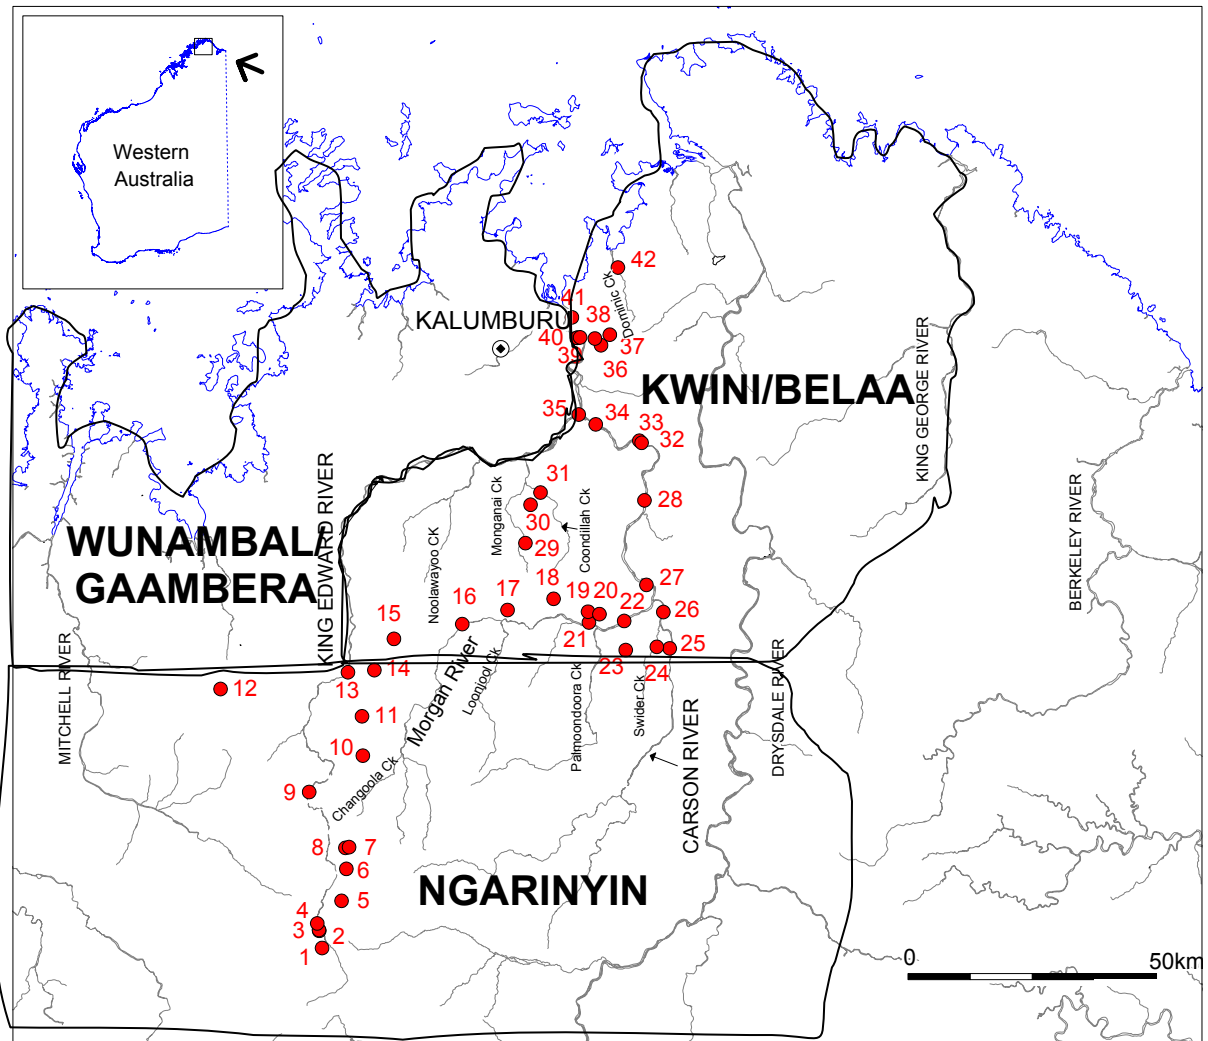 Western
Australia
42
Dominic Ck
41
38
KALUMBURU
40
39
37
36
KWINI/BELAA
KING GEORGE RIVER
35
34
33
32
31
Monganai Ck
Coondillah Ck
28
30
29
WUNAMBAL/
GAAMBERA
KING EDWARD RIVER
Noolawayoo CK
BERKELEY RIVER
27
18
17
19
20
22
26
16
15
21
MITCHELL RIVER
Morgan River
Loonjool Ck
Palmoondoora Ck
23
Swider Ck
24
25
DRYSDALE RIVER
14
13
12
11
10
CARSON RIVER
9
Changoola Ck
8
7
6
NGARINYIN
5
4
3
2
1
0
50km